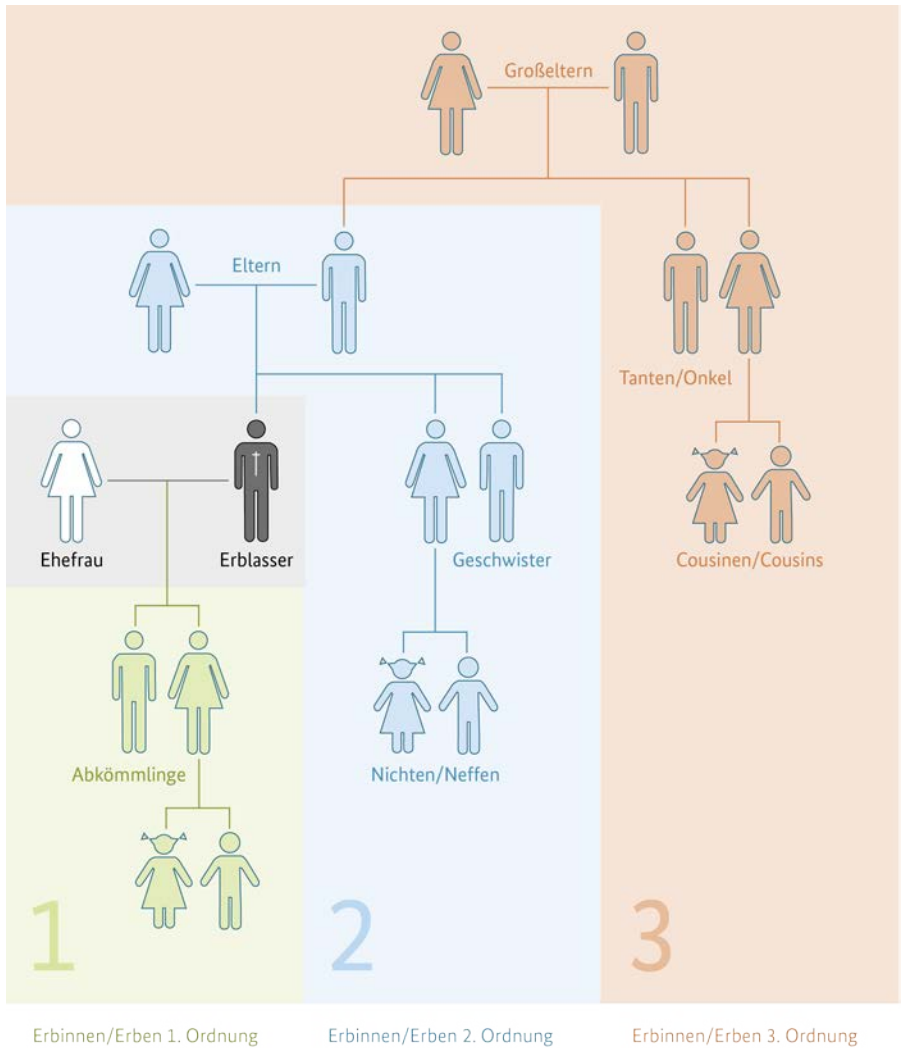 Großeltern
Eltern
Tanten/Onkel
Ehefrau
Erblasser
Geschwister
Cousinen/Cousins
Abkömmlinge
Nichten/Neffen
1
2
3
Erbinnen/Erben 1. Ordnung
Erbinnen/Erben 2. Ordnung
Erbinnen/Erben 3. Ordnung